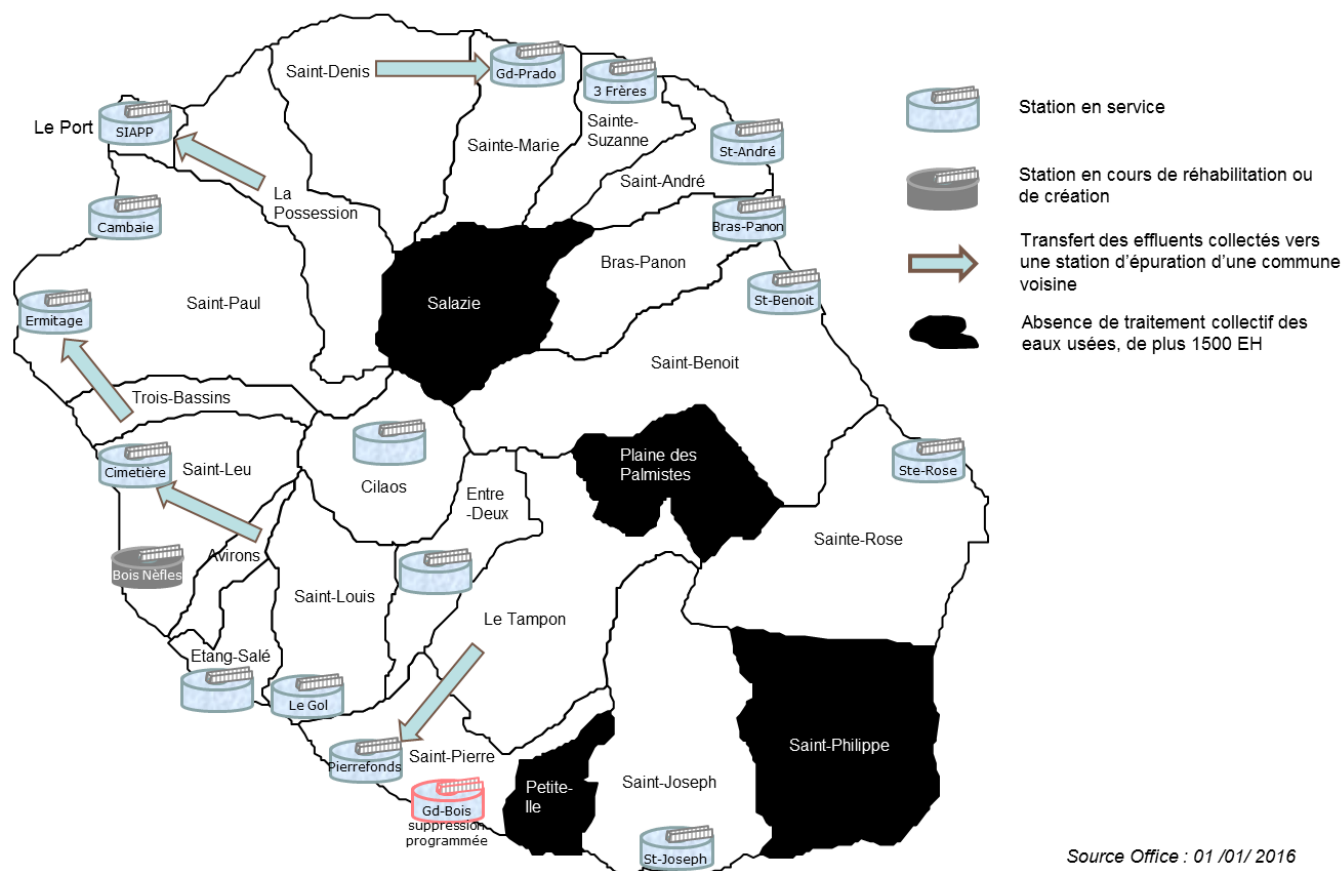 Saint-Denis
Gd-Prado
3 Frères
Le Port
SIAPP
Sainte-Marie
Sainte-
Suzanne
St-André
Saint-André
La
Possession
Cambaie
Bras-Panon
Bras-Panon
St-Benoit
Saint-Paul
Salazie
Ermitage
Saint-Benoit
Trois-Bassins
Cimetière
Saint-Leu
Cilaos
Entre
-Deux
Plaine des
Palmistes
Ste-Rose
Sainte-Rose
Avirons
Bois Nèfles
Saint-Louis
Le Tampon
Etang-Salé
Le Gol
Pierrefonds
Saint-Pierre
Gd-Bois
suppression
programmée
Petite-
Ile
Saint-Joseph
St-Joseph
Saint-Philippe
Station en service
Station en cours de réhabilitation ou
de création
Transfert des effluents collectés vers
une station d'épuration d'une commune
voisine
Absence de traitement collectif des
eaux usées, de plus 1500 EH
Source Office : 01 /01/ 2016